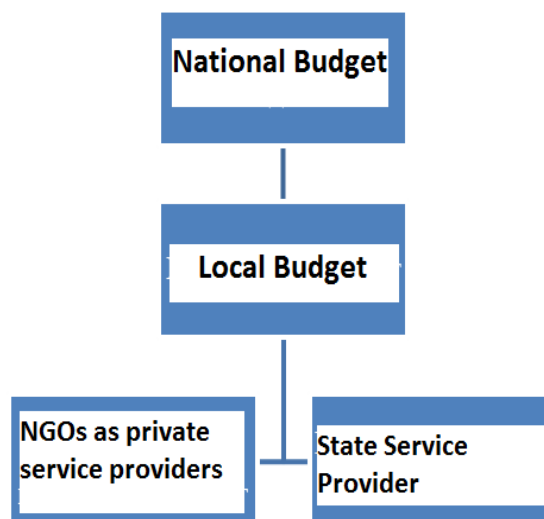 National Budget
Local Budget
NGOs as private
service providers
State Service
Provider